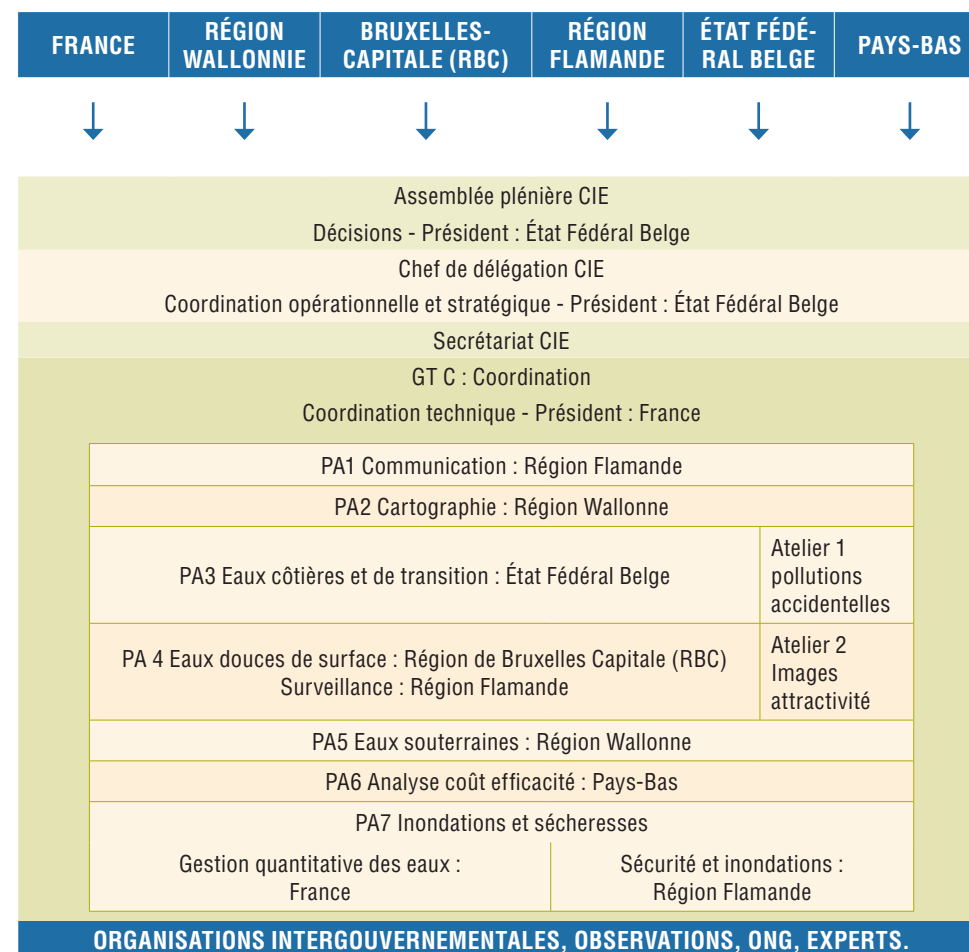 FRANCE
RÉGION
WALLONNIE
BRUXELLES-
CAPITALE (RBC)
RÉGION
FLAMANDE
ÉTAT FÉDÉ-
RAL BELGE
PAYS-BAS
Assemblée plénière CIE
Décisions - Président : État Fédéral Belge
Chef de délégation CIE
Coordination opérationnelle et stratégique - Président : État Fédéral Belge
Secrétariat CIE
GT C : Coordination
Coordination technique - Président : France
PA1 Communication : Région Flamande
PA2 Cartographie : Région Wallonne
PA3 Eaux côtières et de transition : État Fédéral Belge
Atelier 1
pollutions
accidentelles
PA 4 Eaux douces de surface : Région de Bruxelles Capitale (RBC)
Surveillance : Région Flamande
Atelier 2
Images
attractivité
PA5 Eaux souterraines : Région Wallonne
PA6 Analyse coût efficacité : Pays-Bas
PA7 Inondations et sécheresses
Gestion quantitative des eaux :
France
Sécurité et inondations :
Région Flamande
ORGANISATIONS INTERGOUVERNEMENTALES, OBSERVATIONS, ONG, EXPERTS.